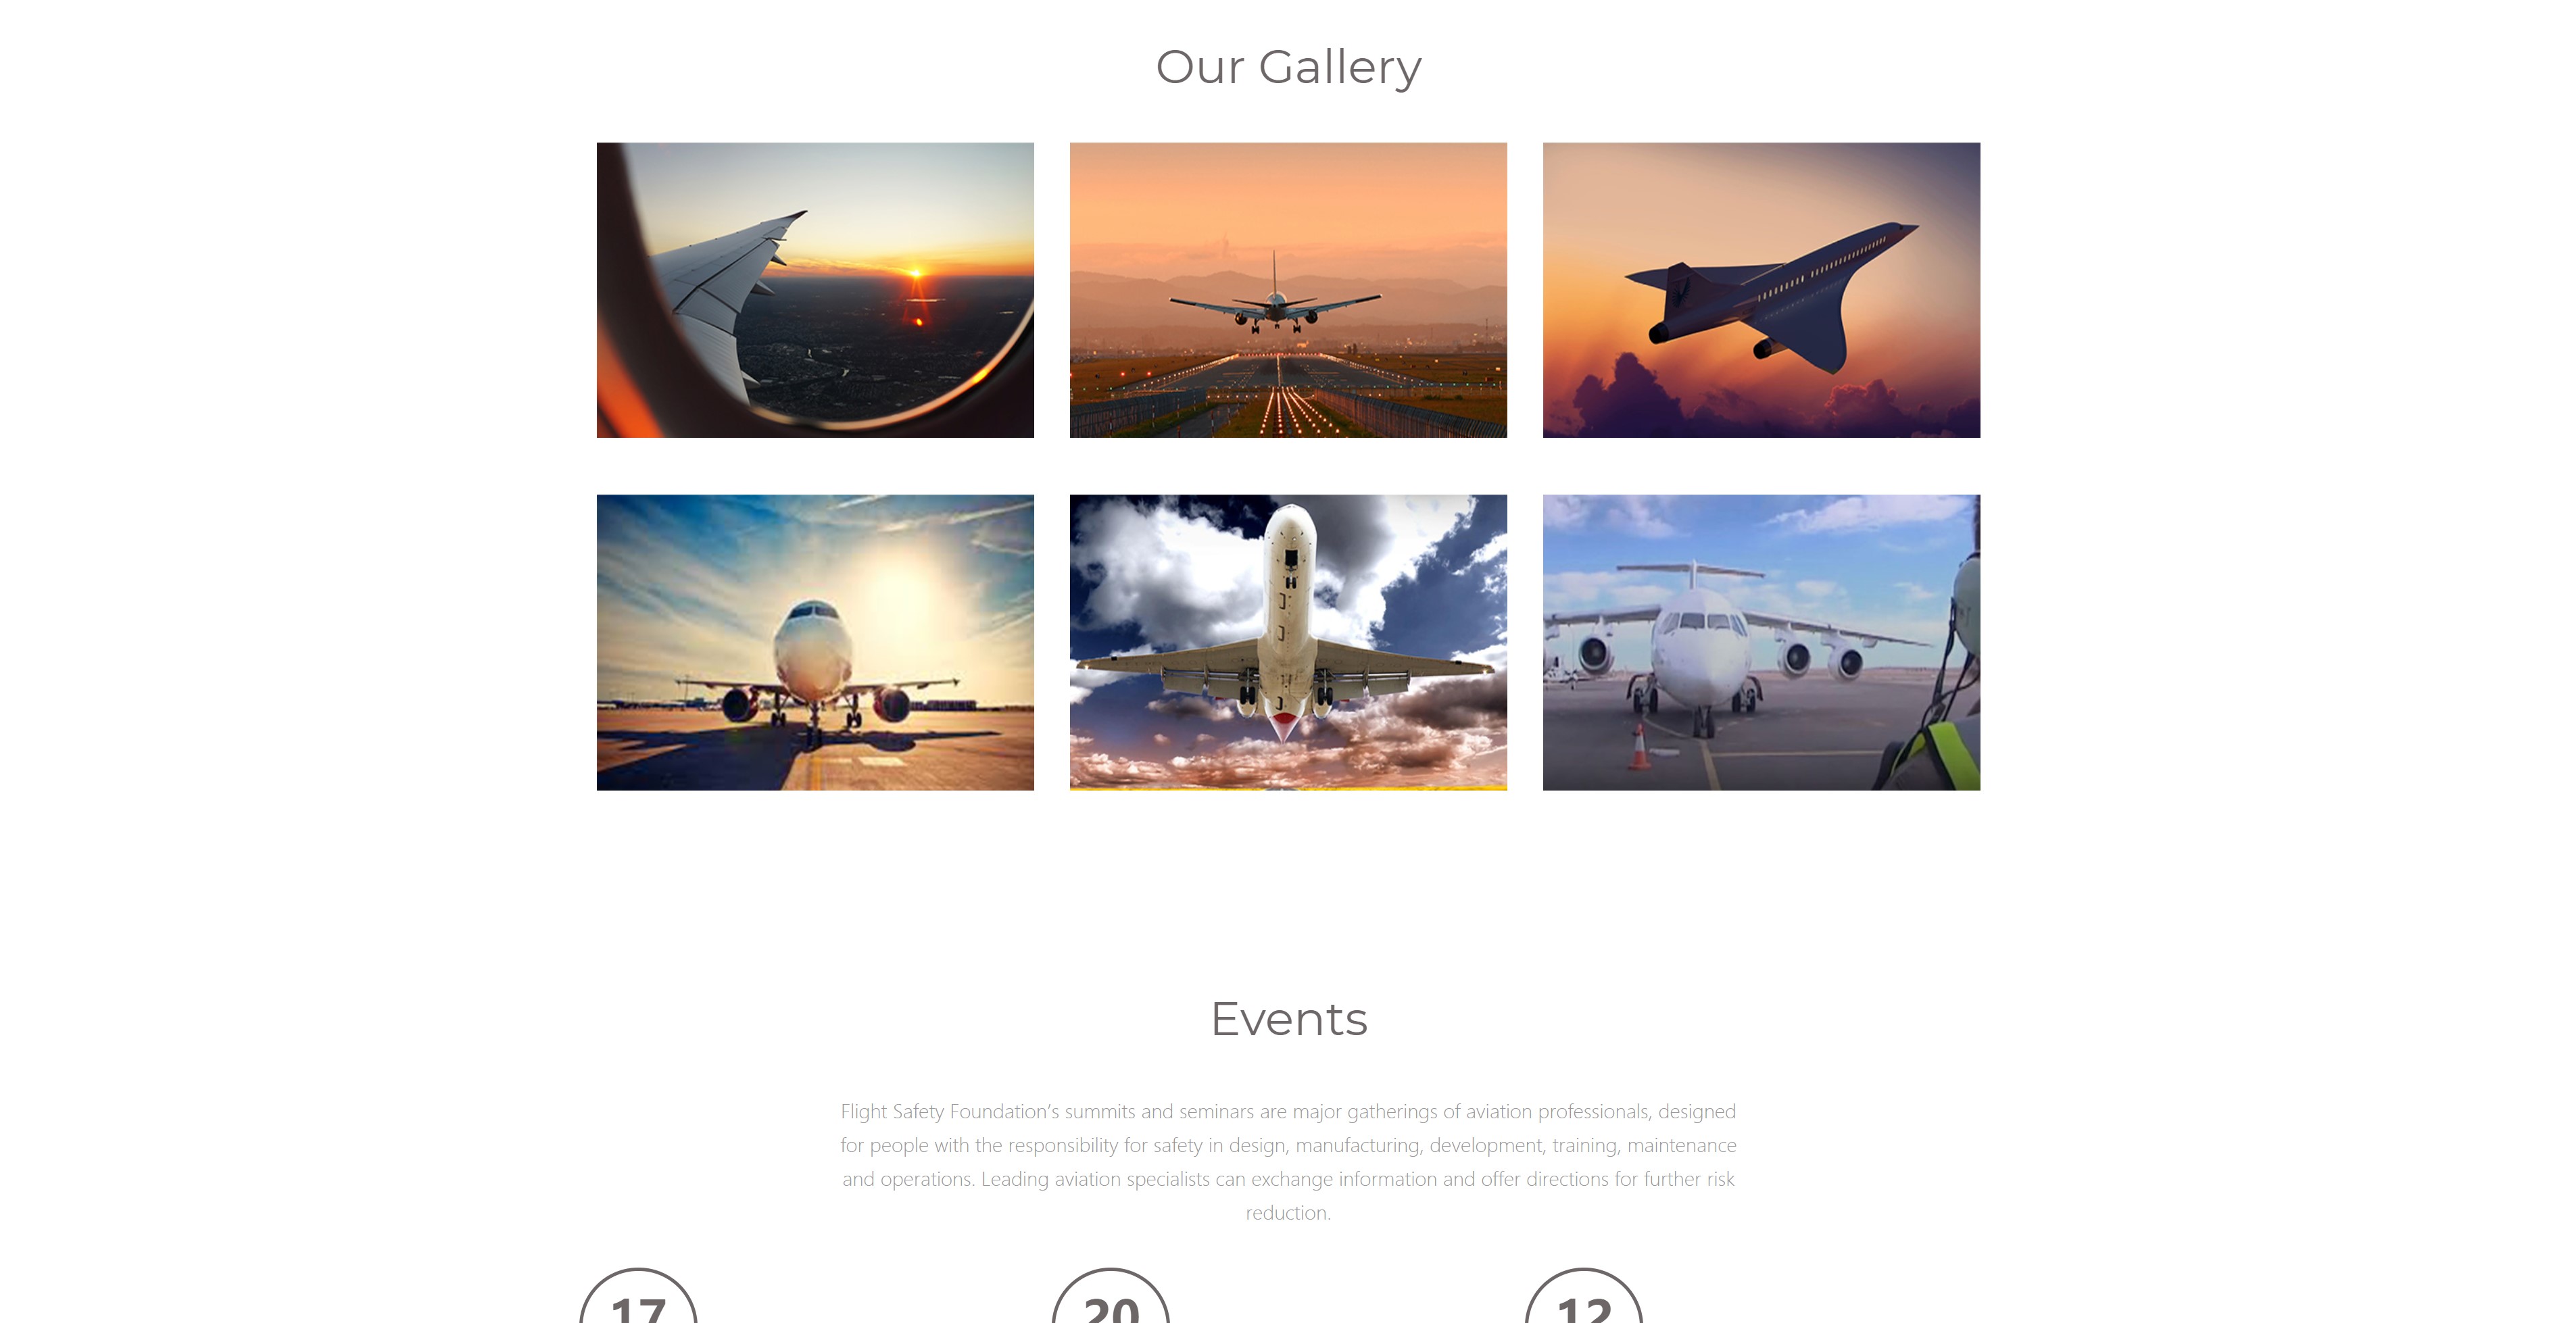 Our Gallery
Events
Flight Safety Foundation’s summits and seminars are major gatherings of aviation professionals, designed
for people with the responsibility for safety in design, manufacturing, development, training, maintenance
and operations. Leading aviation specialists can exchange information and offer directions for further risk
reduction.
17
20
12